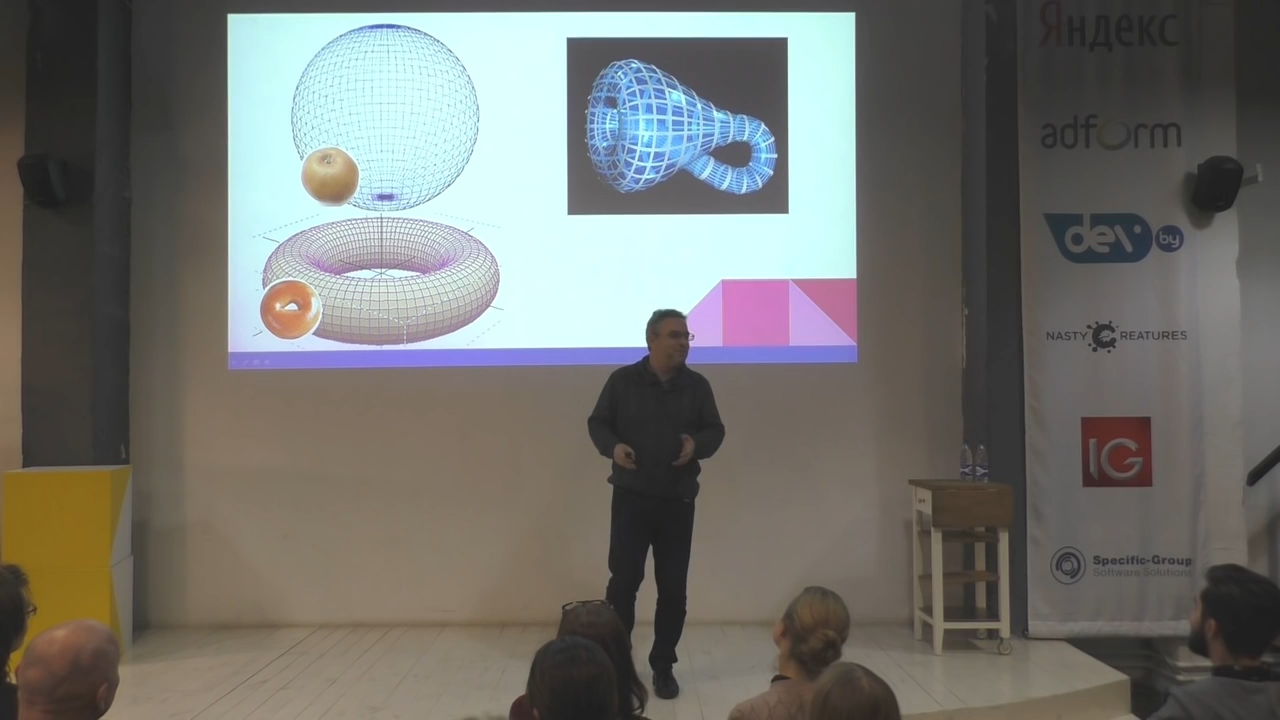 Яндекс
adform
dev by
NASTY CREATURES
IG
Specific-Group
Software Solutions